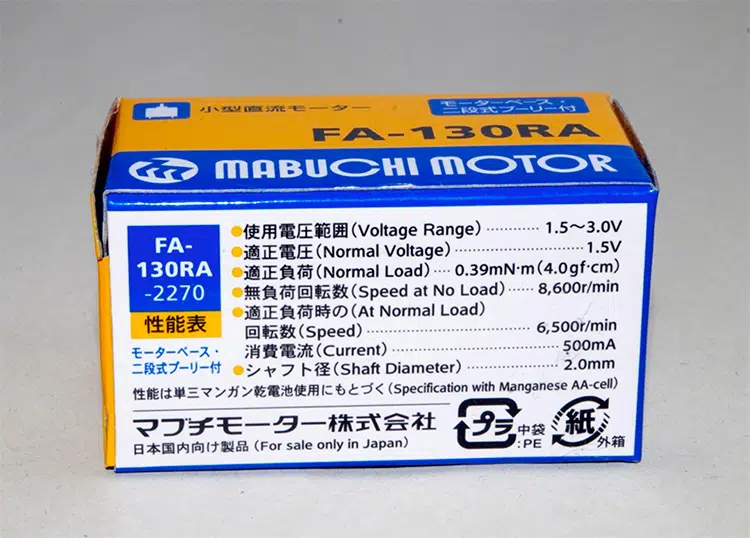 小型直流モーター
モーターベース・
二段式プーリー付
FA-130RA
MABUCHI MOTOR
FA-
130RA
-2270
性能表
モーターベース・
二段式プーリー付
●使用電圧範囲(Voltage Range) ············ 1.5〜3.0V
●適正電圧(Normal Voltage) ······················ 1.5V
●適正負荷(Normal Load) ···· 0.39mN·m(4.0gf·cm)
●無負荷回転数(Speed at No Load) ······· 8,600r/min
●適正負荷時の(At Normal Load)
回転数(Speed) ···························· 6,500r/min
消費電流(Current) ···························· 500mA
●シャフト径(Shaft Diameter) ················· 2.0mm
性能は単三マンガン乾電池使用にもとづく(Specification with Manganese AA-cell)
マブチモーター株式会社
日本国内向け製品(For sale only in Japan)
プラ
中袋
:PE
紙
外箱